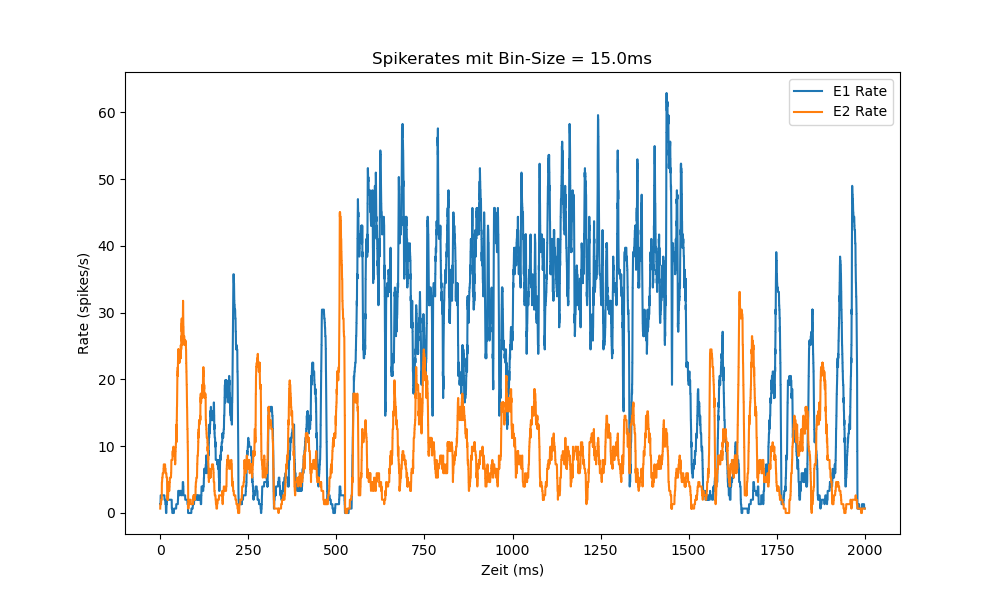 Spikerates mit Bin-Size = 15.0ms
E1 Rate
E2 Rate
60
50
40
30
20
10
0
Rate (spikes/s)
0 250 500 750 1000 1250 1500 1750 2000
Zeit (ms)